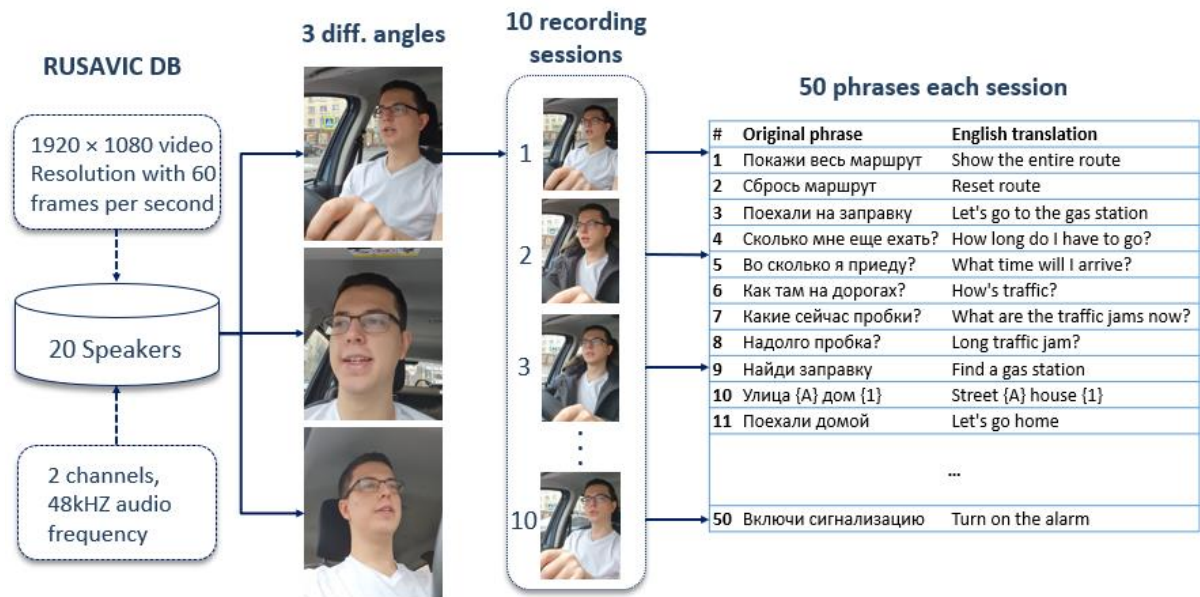 RUSAVIC DB
1920 × 1080 video
Resolution with 60
frames per second
20 Speakers
2 channels,
48kHZ audio
frequency
3 diff. angles
10 recording
sessions
1
2
3
10
50 phrases each session
# Original phrase English translation
1 Покажи весь маршрут Show the entire route
2 Сбрось маршрут Reset route
3 Поехали на заправку Let's go to the gas station
4 Сколько мне еще ехать? How long do I have to go?
5 Во сколько я приеду? What time will I arrive?
6 Как там на дорогах? How's traffic?
7 Какие сейчас пробки? What are the traffic jams now?
8 Надолго пробка? Long traffic jam?
9 Найди заправку Find a gas station
10 Улица {А} дом {1} Street {A} house {1}
11 Поехали домой Let's go home
...
50 Включи сигнализацию Turn on the alarm